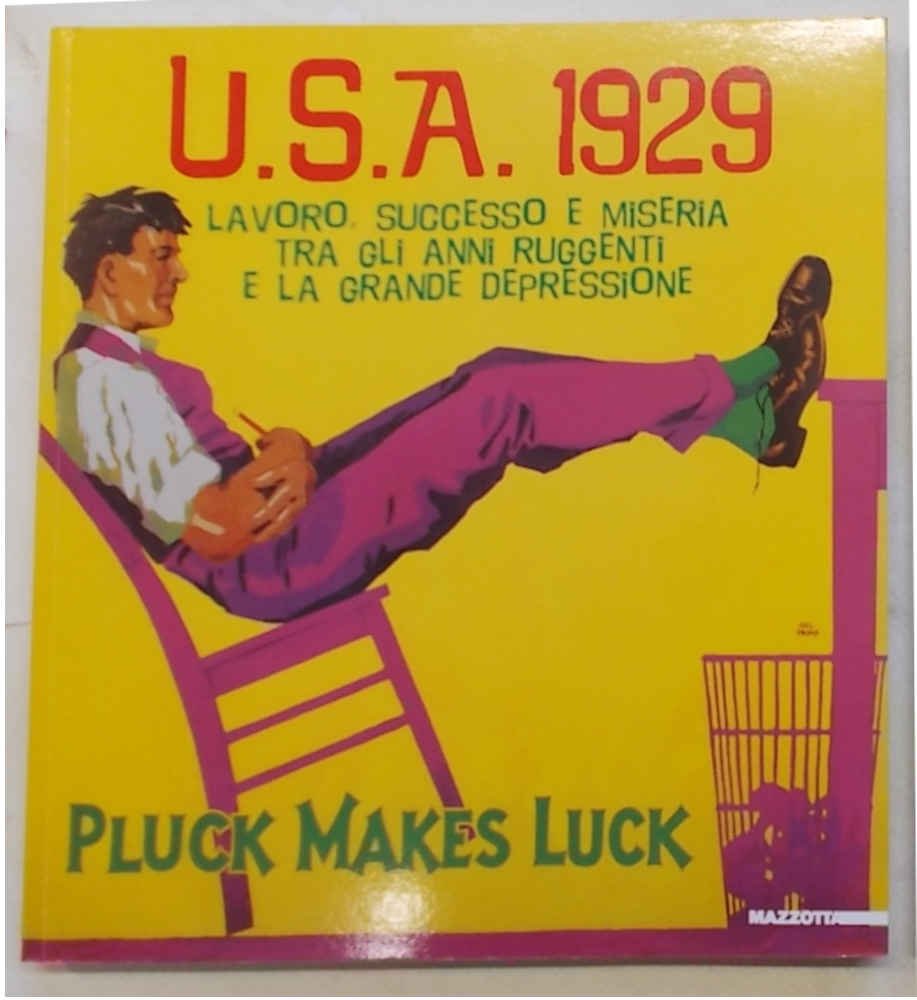 U.S.A. 1929
LAVORO, SUCCESSO E MISERIA
TRA GLI ANNI RUGGENTI
E LA GRANDE DEPRESSIONE
PLUCK MAKES LUCK
MAZZOTTA